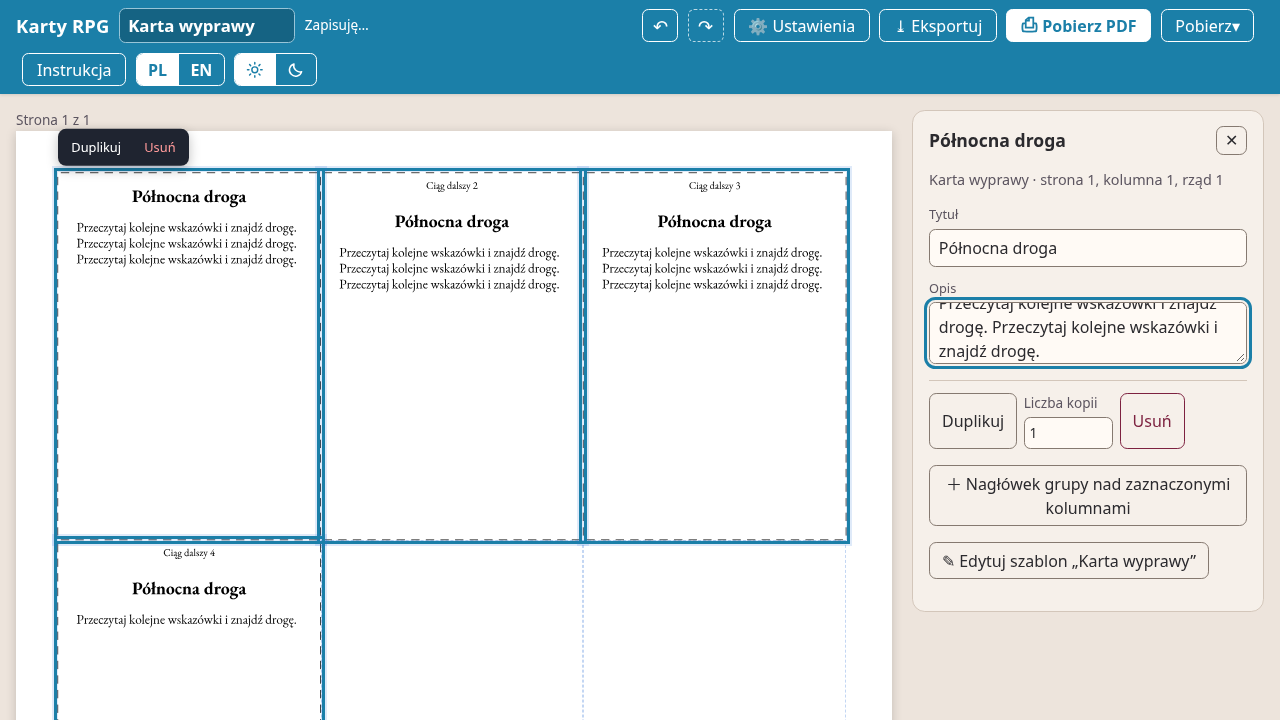 Karty RPG
Karta wyprawy
Zapisuję…
↶
↷
⚙️ Ustawienia
⤓ Eksportuj
Pobierz PDF
Pobierz▾
Instrukcja
PL
EN
Strona 1 z 1
Duplikuj
Usuń
Północna droga
Przeczytaj kolejne wskazówki i znajdź drogę.
Przeczytaj kolejne wskazówki i znajdź drogę.
Przeczytaj kolejne wskazówki i znajdź drogę.
Ciąg dalszy 2
Północna droga
Przeczytaj kolejne wskazówki i znajdź drogę.
Przeczytaj kolejne wskazówki i znajdź drogę.
Przeczytaj kolejne wskazówki i znajdź drogę.
Ciąg dalszy 3
Północna droga
Przeczytaj kolejne wskazówki i znajdź drogę.
Przeczytaj kolejne wskazówki i znajdź drogę.
Przeczytaj kolejne wskazówki i znajdź drogę.
Ciąg dalszy 4
Północna droga
Przeczytaj kolejne wskazówki i znajdź drogę.
Północna droga
✕
Karta wyprawy · strona 1, kolumna 1, rząd 1
Tytuł
Północna droga
Opis
Przeczytaj kolejne wskazówki i znajdź
drogę. Przeczytaj kolejne wskazówki i
znajdź drogę.
Duplikuj
Liczba kopii
1
Usuń
＋ Nagłówek grupy nad zaznaczonymi
kolumnami
✎ Edytuj szablon „Karta wyprawy”